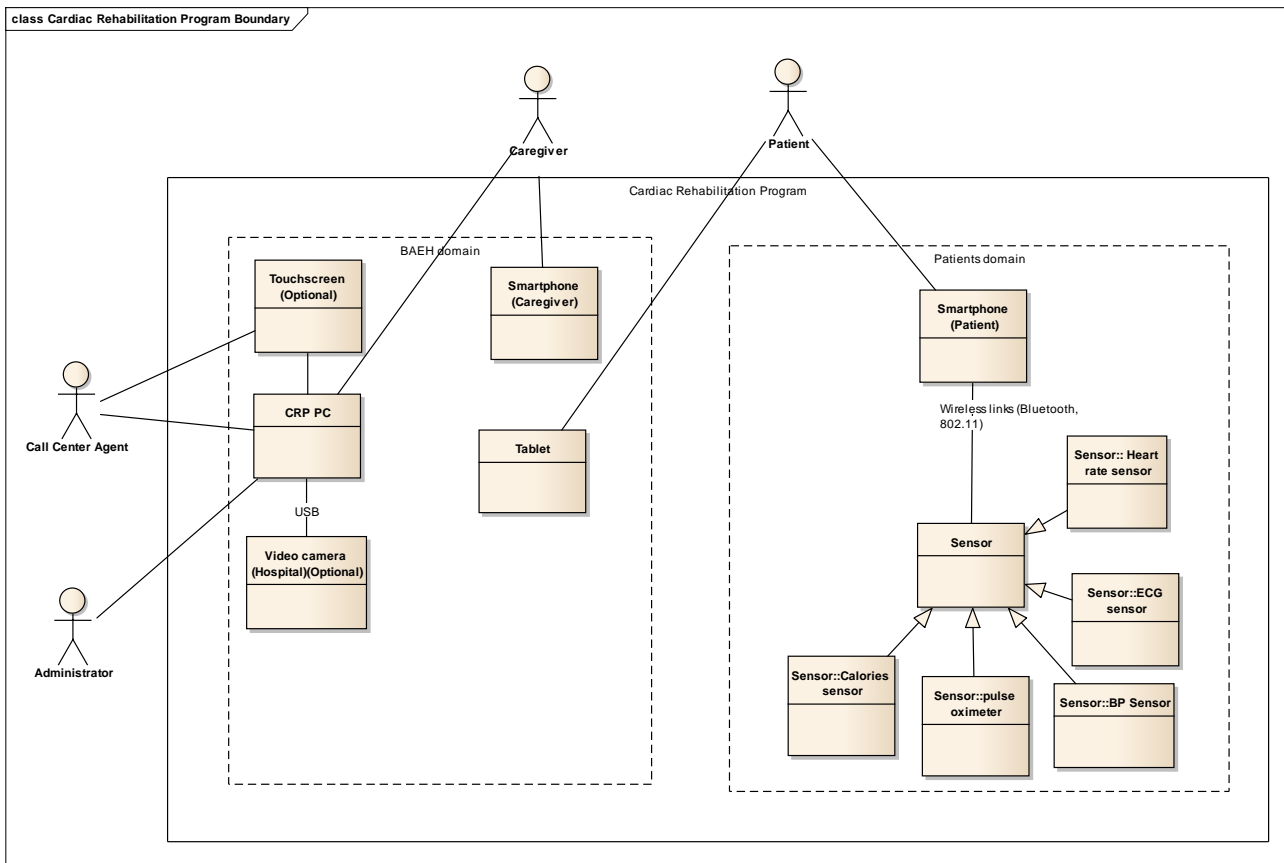 class Cardiac Rehabilitation Program Boundary
Caregiver
Patient
Cardiac Rehabilitation Program
BAEH domain
Patients domain
Touchscreen
(Optional)
Smartphone
(Caregiver)
Smartphone
(Patient)
Call Center Agent
CRP PC
Wireless links (Bluetooth,
802.11)
Tablet
Sensor:: Heart
rate sensor
USB
Sensor
Video camera
(Hospital)(Optional)
Sensor::ECG
sensor
Administrator
Sensor::Calories
sensor
Sensor::pulse
oximeter
Sensor::BP Sensor